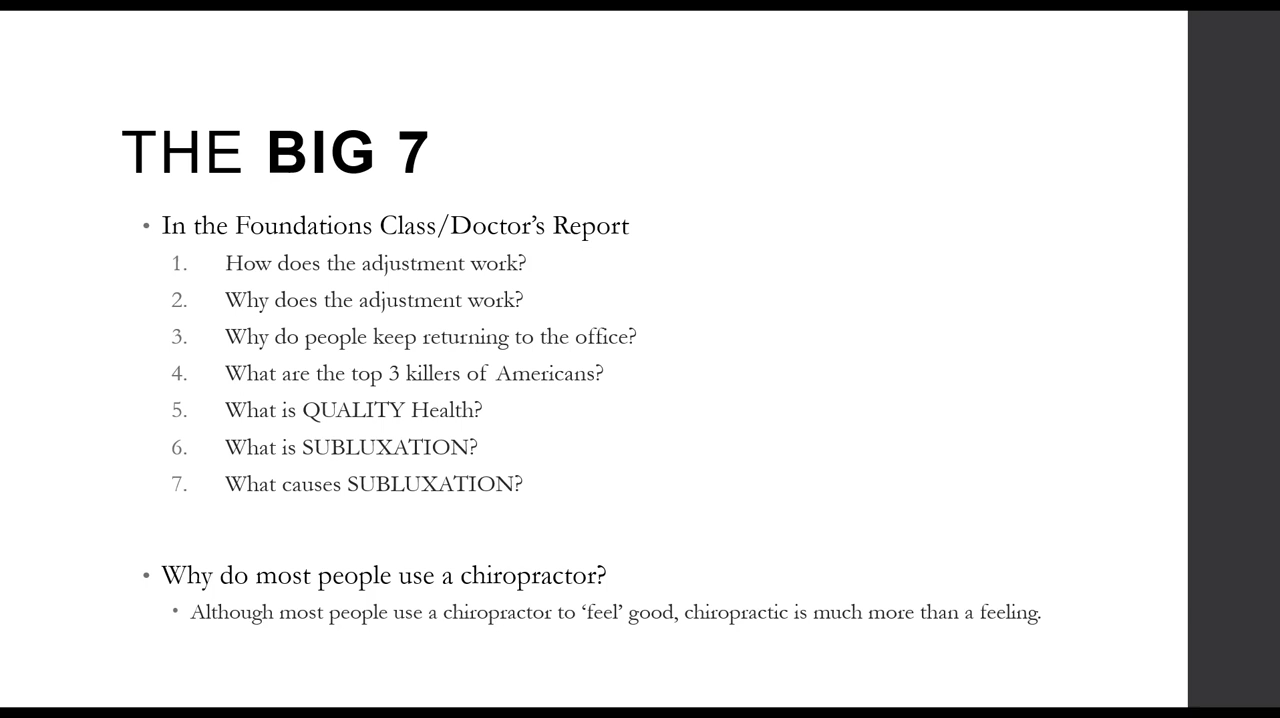 THE BIG 7
• In the Foundations Class/Doctor’s Report
1. How does the adjustment work?
2. Why does the adjustment work?
3. Why do people keep returning to the office?
4. What are the top 3 killers of Americans?
5. What is QUALITY Health?
6. What is SUBLUXATION?
7. What causes SUBLUXATION?
• Why do most people use a chiropractor?
• Although most people use a chiropractor to ‘feel’ good, chiropractic is much more than a feeling.